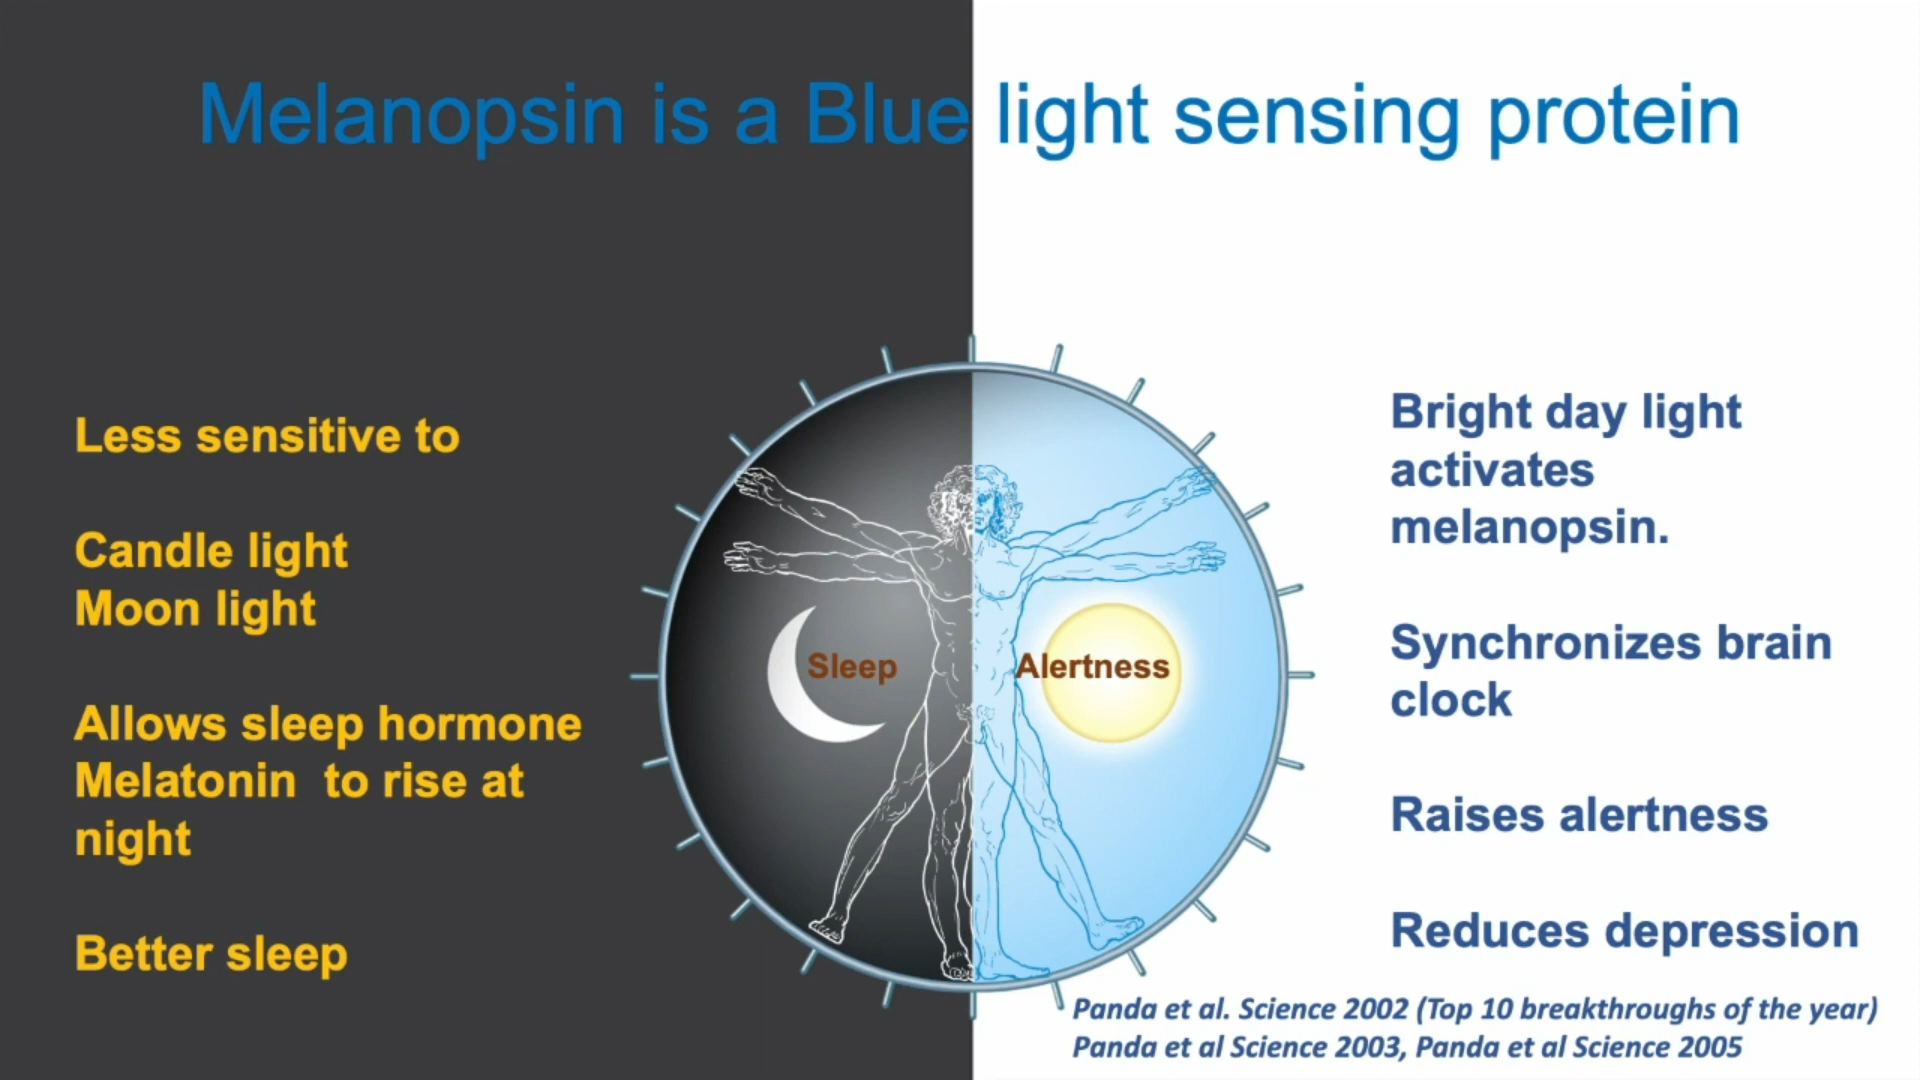 Melanopsin is a Blue light sensing protein
Less sensitive to
Candle light
Moon light
Allows sleep hormone
Melatonin  to rise at
night
Better sleep
Sleep
Alertness
Bright day light
activates
melanopsin.
Synchronizes brain
clock
Raises alertness
Reduces depression
Panda et al. Science 2002 (Top 10 breakthroughs of the year)
Panda et al Science 2003, Panda et al Science 2005